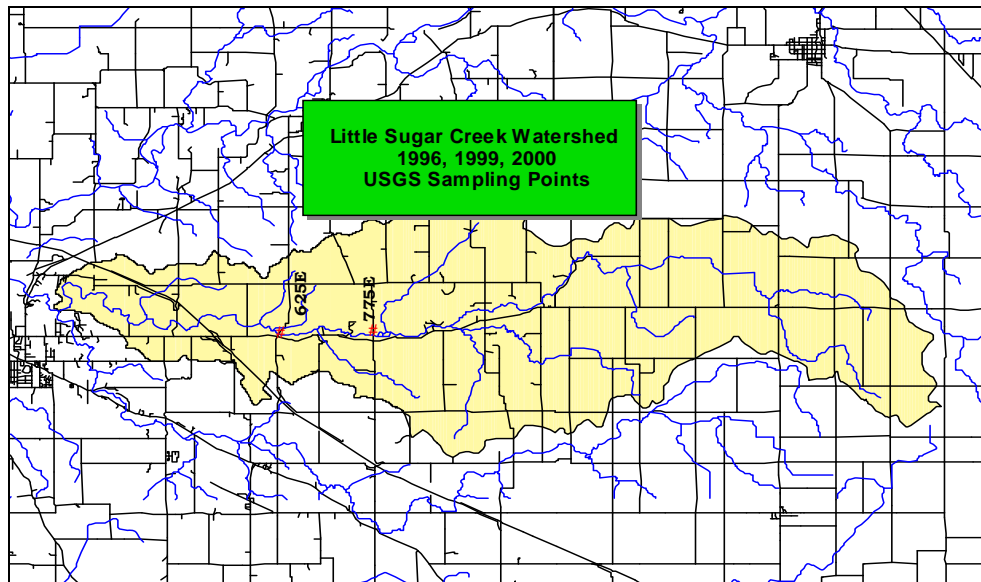 Little Sugar Creek Watershed
1996, 1999, 2000
USGS Sampling Points
625E
775E